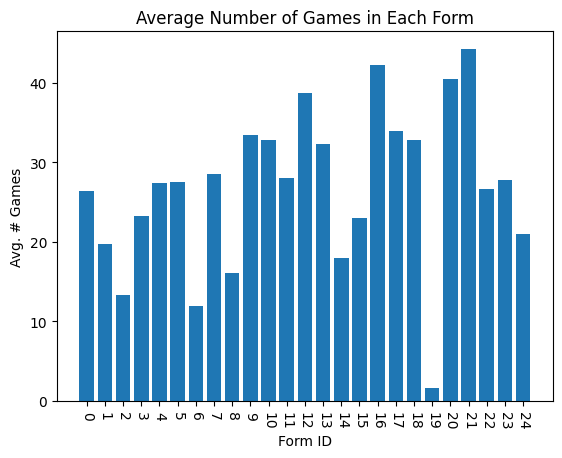 Average Number of Games in Each Form
Avg. # Games
40
30
20
10
0
0 1 2 3 4 5 6 7 8 9 10 11 12 13 14 15 16 17 18 19 20 21 22 23 24
Form ID